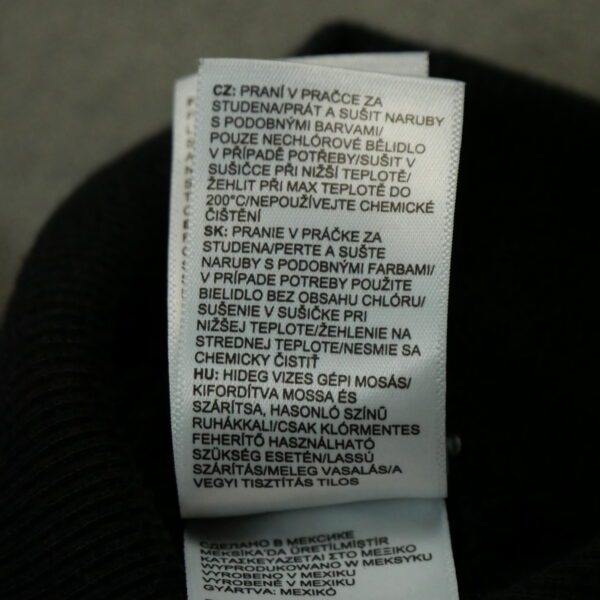 CZ: PRANÍ V PRAČCE ZA
STUDENA/PRÁT A SUŠIT NARUBY
S PODOBNÝMI BARVAMI/
POUZE NECHLÓROVÉ BĚLIDLO
V PŘÍPADĚ POTŘEBY/SUŠIT V
SUŠIČCE PŘI NIŽŠÍ TEPLOTĚ/
ŽEHLIT PŘI MAX TEPLOTĚ DO
200°C/NEPOUŽÍVEJTE CHEMICKÉ
ČIŠTĚNÍ
SK: PRANIE V PRÁČKE ZA
STUDENA/PERTE A SUŠTE
NARUBY S PODOBNÝMI FARBAMI/
V PRÍPADE POTREBY POUŽITE
BIELIDLO BEZ OBSAHU CHLÓRU/
SUŠENIE V SUŠIČKE PRI
NIŽŠEJ TEPLOTE/ŽEHLENIE NA
STREDNEJ TEPLOTE/NESMIE SA
CHEMICKY ČISTIŤ
HU: HIDEG VIZES GÉPI MOSÁS/
KIFORDÍTVA MOSSA ÉS
SZÁRÍTSA, HASONLÓ SZÍNŰ
RUHÁKKAL/CSAK KLÓRMENTES
FEHERÍTŐ HASZNÁLHATÓ
SZÜKSÉG ESETÉN/LASSÚ
SZÁRÍTÁS/MELEG VASALÁS/A
VEGYI TISZTÍTÁS TILOS
СДЕЛАНО В МЕКСИКЕ
MEKSİKA'DA ÜRETİLMİŞTİR
ΚΑΤΑΣΚΕΥΑΖΕΤΑΙ ΣΤΟ ΜΕΞΙΚΟ
WYPRODUKOWANO W MEKSYKU
VYROBENO V MEXIKU
VYROBENÉ V MEXIKU
GYÁRTVA: MEXIKÓ